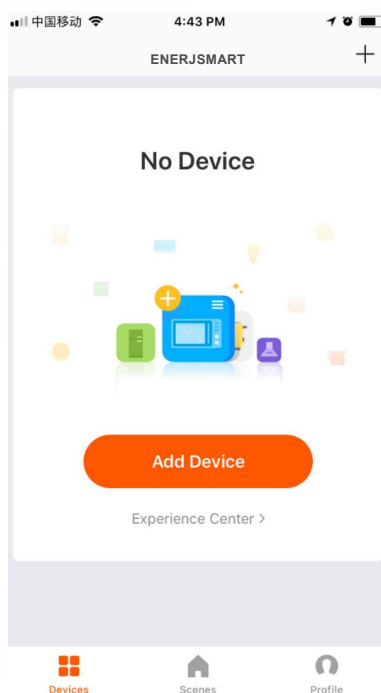 中国移动 4:43 PM
ENERJSMART
No Device
Add Device
Experience Center >
Devices Scenes Profile